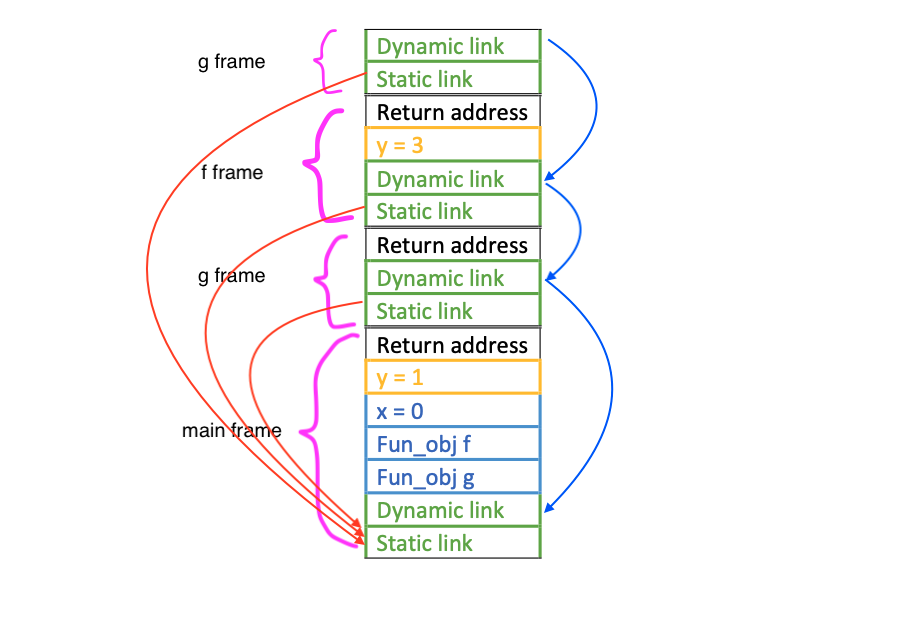 Dynamic link
g frame
Static link
Return address
y = 3
f frame
Dynamic link
Static link
Return address
g frame
Dynamic link
Static link
Return address
y = 1
x = 0
main frame
Fun_obj f
Fun_obj g
Dynamic link
Static link